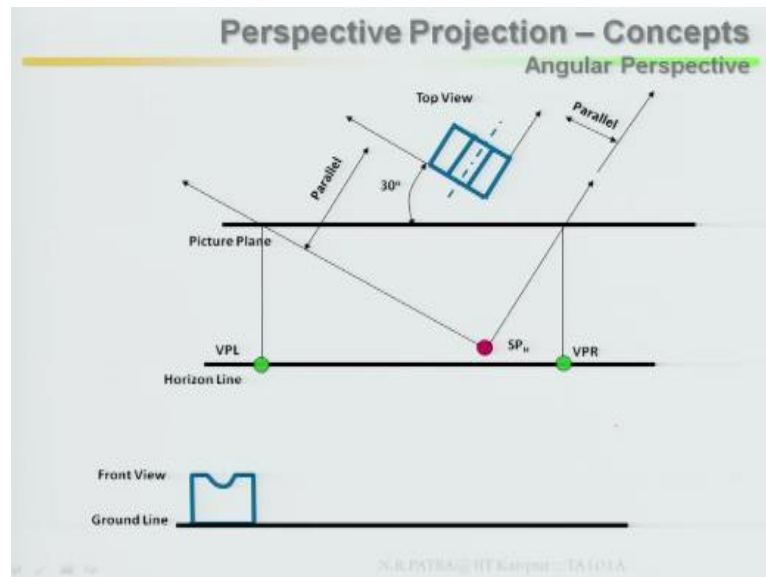 Perspective Projection – Concepts
Angular Perspective
Top View
Parallel
Parallel
30°
Picture Plane
SP_H
VPL
VPR
Horizon Line
Front View
Ground Line
N.R.PATRA@IIT Kanpur - TA101A